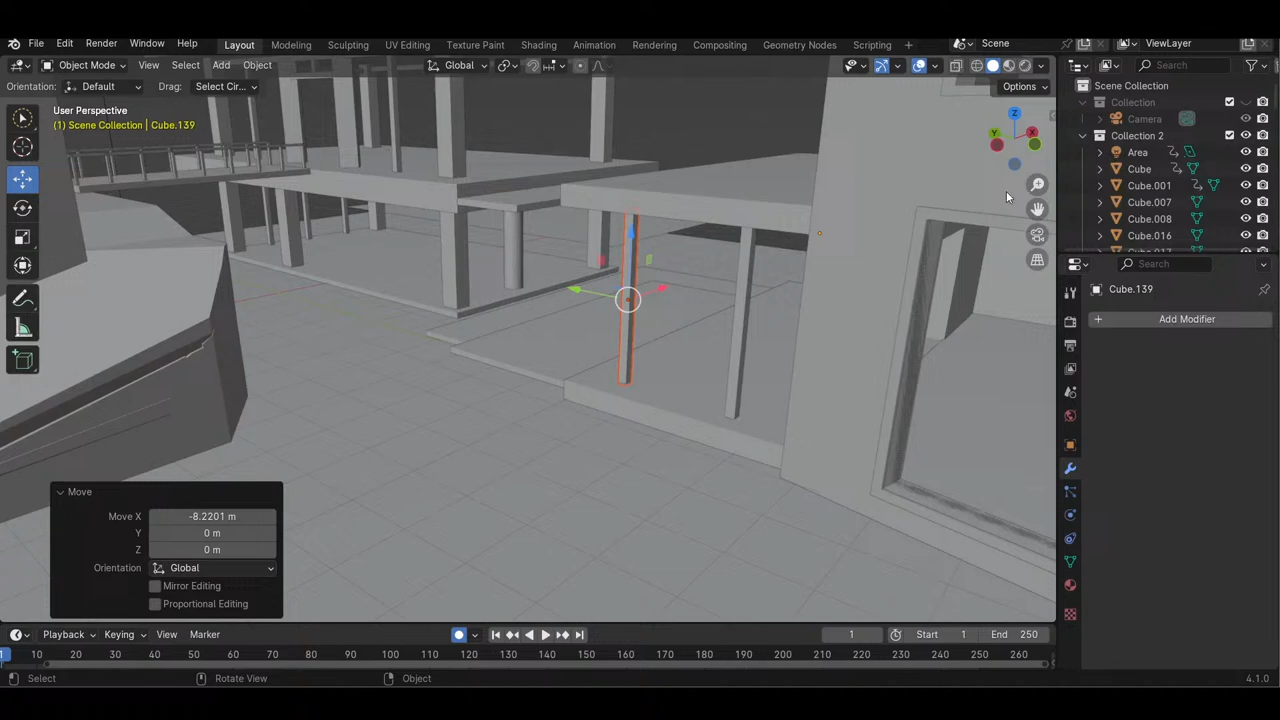 File Edit Render Window Help Layout Modeling Sculpting UV Editing Texture Paint Shading Animation Rendering Compositing Geometry Nodes Scripting + Scene ViewLayer
Object Mode View Select Add Object Global Search
Orientation: Default Drag: Select Cir... Options Scene Collection
User Perspective
(1) Scene Collection | Cube.139
Collection
Camera
Collection 2
Area
Cube
Cube.001
Cube.007
Cube.008
Cube.016
Z
Y
X
Search
Cube.139
+ Add Modifier
Move
Move X -8.2201 m
Y 0 m
Z 0 m
Orientation Global
Mirror Editing
Proportional Editing
Playback Keying View Marker 1 Start 1 End 250
1 10 20 30 40 50 60 70 80 90 100 110 120 130 140 150 160 170 180 190 200 210 220 230 240 250 260
Select Rotate View Object 4.1.0